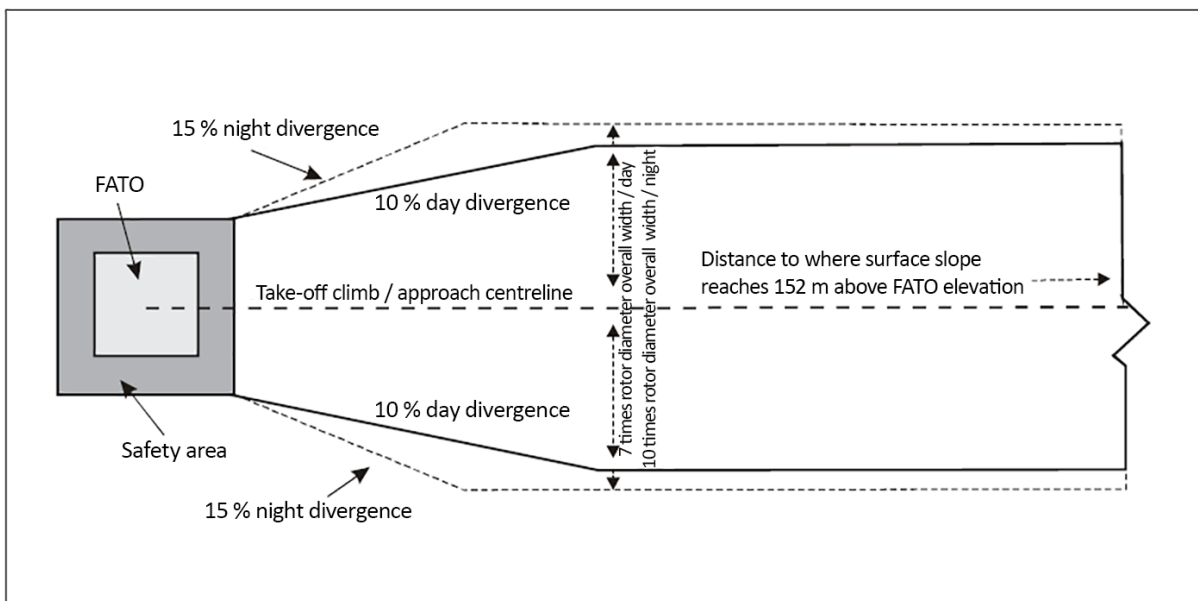 15 % night divergence
FATO
10 % day divergence
7 times rotor diameter overall width / day
10 times rotor diameter overall width / night
Distance to where surface slope
reaches 152 m above FATO elevation
Take-off climb / approach centreline
10 % day divergence
Safety area
15 % night divergence